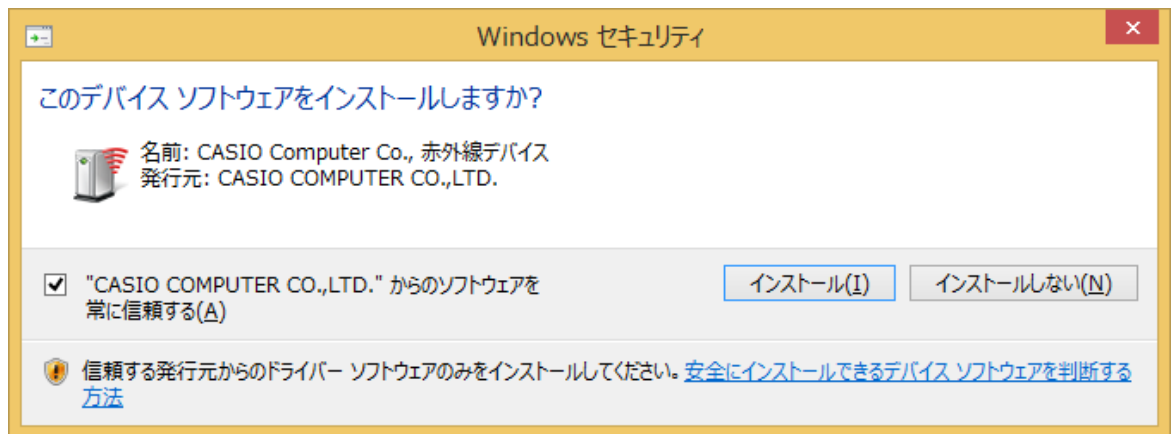 Windows セキュリティ
このデバイス ソフトウェアをインストールしますか?
名前: CASIO Computer Co., 赤外線デバイス
発行元: CASIO COMPUTER CO.,LTD.
"CASIO COMPUTER CO.,LTD." からのソフトウェアを
常に信頼する(A)
インストール(I)
インストールしない(N)
信頼する発行元からのドライバー ソフトウェアのみをインストールしてください。安全にインストールできるデバイス ソフトウェアを判断する
方法